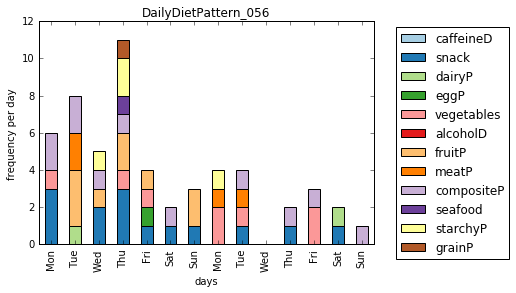 DailyDietPattern_056
frequency per day
12
10
8
6
4
2
0
Mon
Tue
Wed
Thu
Fri
Sat
Sun
Mon
Tue
Wed
Thu
Fri
Sat
Sun
days
caffeineD
snack
dairyP
eggP
vegetables
alcoholD
fruitP
meatP
compositeP
seafood
starchyP
grainP